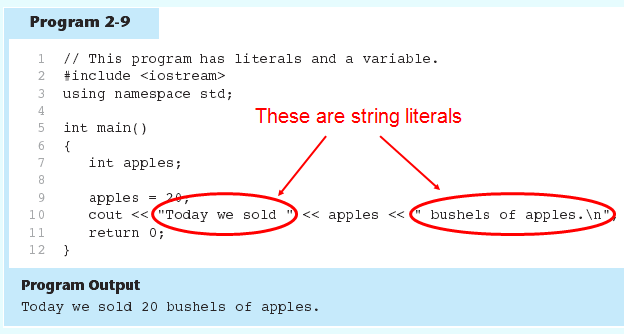 Program 2-9
1 // This program has literals and a variable.
2 #include <iostream>
3 using namespace std;
4
These are string literals
5 int main()
6 {
7 int apples;
8
9 apples = 20;
10 cout << "Today we sold " << apples << " bushels of apples.\n";
11 return 0;
12 }
Program Output
Today we sold 20 bushels of apples.